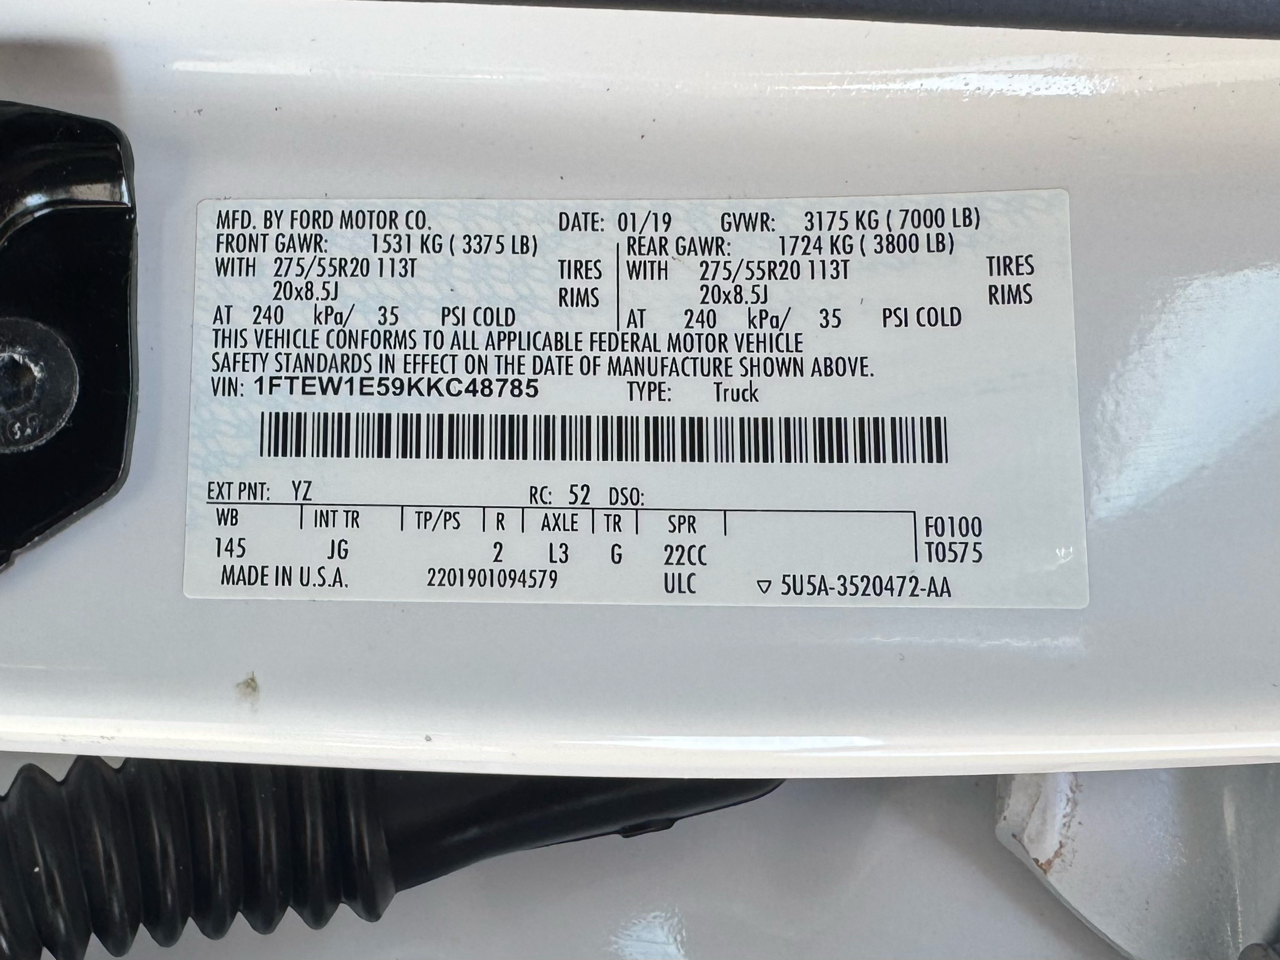 MFD. BY FORD MOTOR CO. DATE: 01/19 GVWR: 3175 KG ( 7000 LB)
FRONT GAWR: 1531 KG ( 3375 LB) REAR GAWR: 1724 KG ( 3800 LB)
WITH 275/55R20 113T TIRES WITH 275/55R20 113T TIRES
20x8.5J RIMS 20x8.5J RIMS
AT 240 kPa/ 35 PSI COLD AT 240 kPa/ 35 PSI COLD
THIS VEHICLE CONFORMS TO ALL APPLICABLE FEDERAL MOTOR VEHICLE
SAFETY STANDARDS IN EFFECT ON THE DATE OF MANUFACTURE SHOWN ABOVE.
VIN: 1FTEW1E59KKC48785 TYPE: Truck
EXT PNT: YZ RC: 52 DSO:
WB INT TR TP/PS R AXLE TR SPR F0100
145 JG 2 L3 G 22CC T0575
MADE IN U.S.A. 2201901094579 ULC ▽ 5U5A-3520472-AA